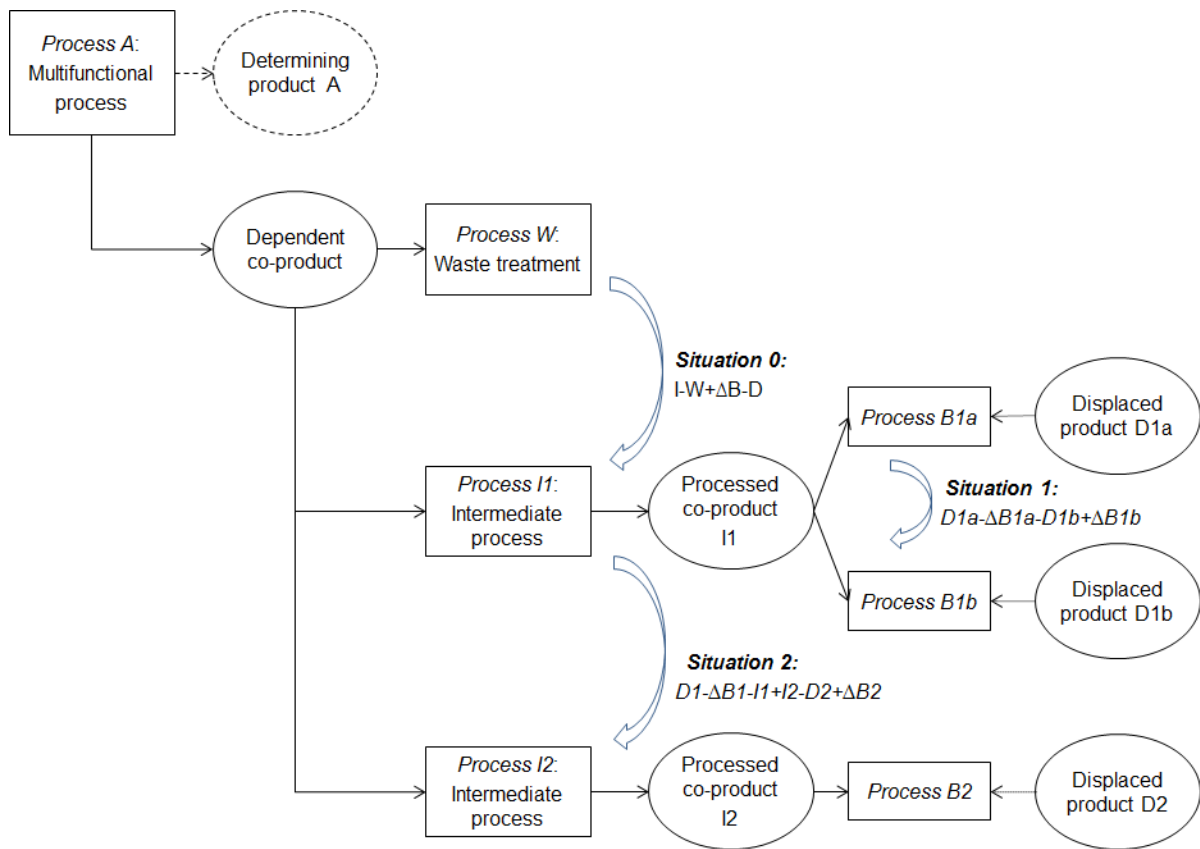 Process A:
Multifunctional
process
Determining
product A
Dependent
co-product
Process W:
Waste treatment
Situation 0:
I-W+ΔB-D
Process B1a
Displaced
product D1a
Process I1:
Intermediate
process
Processed
co-product
I1
Situation 1:
D1a-ΔB1a-D1b+ΔB1b
Process B1b
Displaced
product D1b
Situation 2:
D1-ΔB1-I1+I2-D2+ΔB2
Process I2:
Intermediate
process
Processed
co-product
I2
Process B2
Displaced
product D2